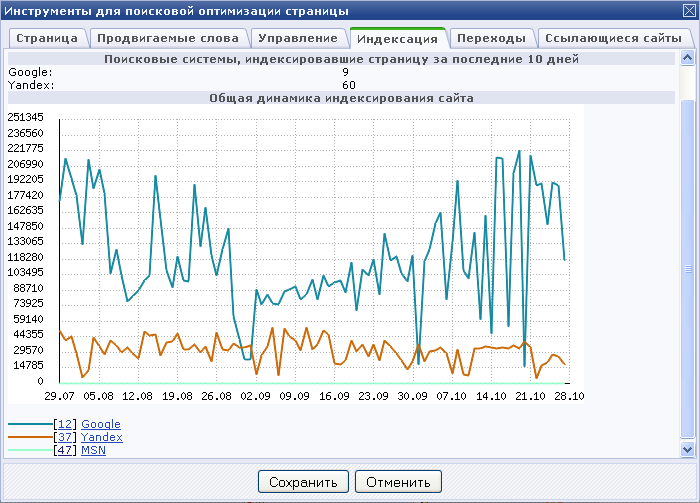 Инструменты для поисковой оптимизации страницы
Страница Продвигаемые слова Управление Индексация Переходы Ссылающиеся сайты
Поисковые системы, индексировавшие страницу за последние 10 дней
Google: 9
Yandex: 60
Общая динамика индексирования сайта
251345
236560
221775
206990
192205
177420
162635
147850
133065
118280
103495
88710
73925
59140
44355
29570
14785
0
29.07 05.08 12.08 19.08 26.08 02.09 09.09 16.09 23.09 30.09 07.10 14.10 21.10 28.10
[12] Google
[37] Yandex
[47] MSN
Сохранить Отменить